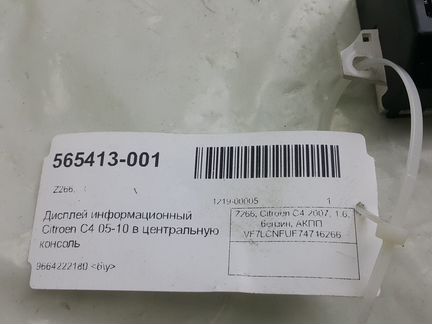 565413-001
Z266,
1219-00005 1
Дисплей информационный
Citroen C4 05-10 в центральную
консоль
Z266, Citroen C4 2007, 1.6,
бензин, АКПП
VF7LCNFUF74716266
9664222180 <б\у>